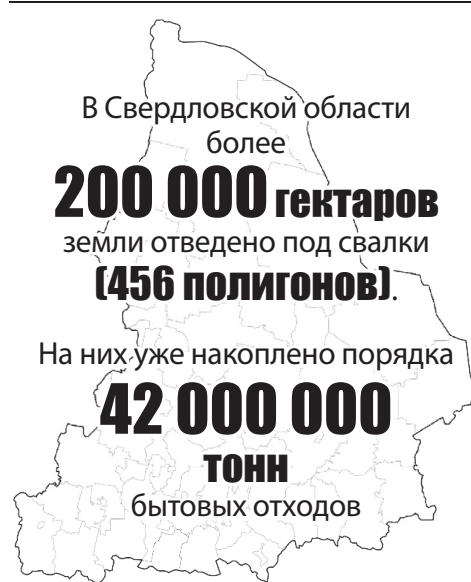 В Свердловской области
более
200 000 гектаров
земли отведено под свалки
(456 полигонов).
На них уже накоплено порядка
42 000 000
тонн
бытовых отходов